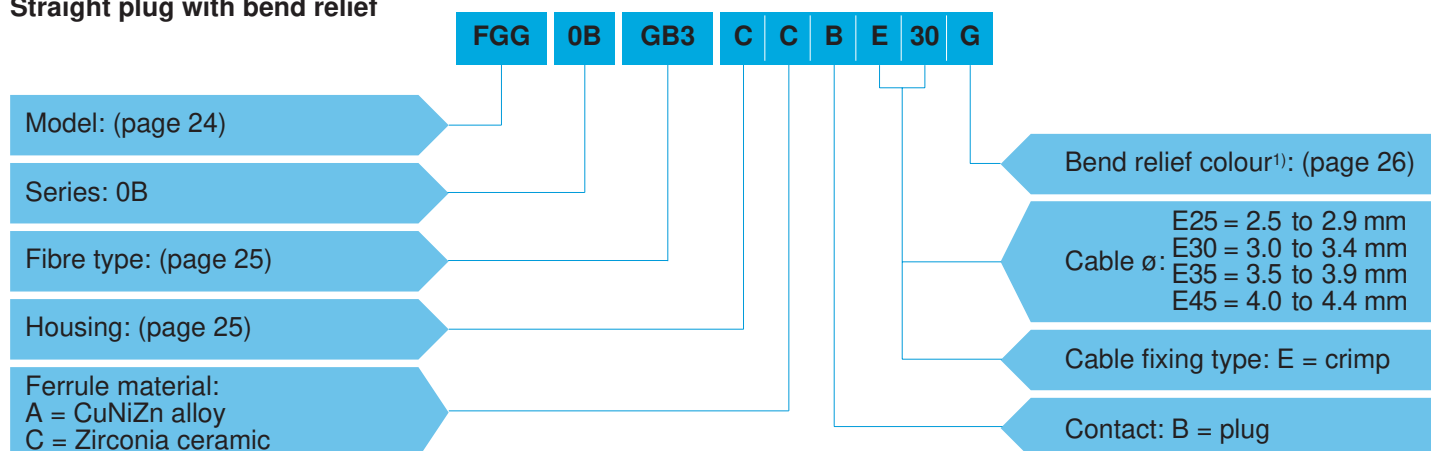 Straight plug with bend relief
FGG 0B GB3 C C B E 30 G
Model: (page 24)
Series: 0B
Fibre type: (page 25)
Housing: (page 25)
Ferrule material:
A = CuNiZn alloy
C = Zirconia ceramic
Bend relief colour¹⁾: (page 26)
Cable ø:
E25 = 2.5 to 2.9 mm
E30 = 3.0 to 3.4 mm
E35 = 3.5 to 3.9 mm
E45 = 4.0 to 4.4 mm
Cable fixing type: E = crimp
Contact: B = plug